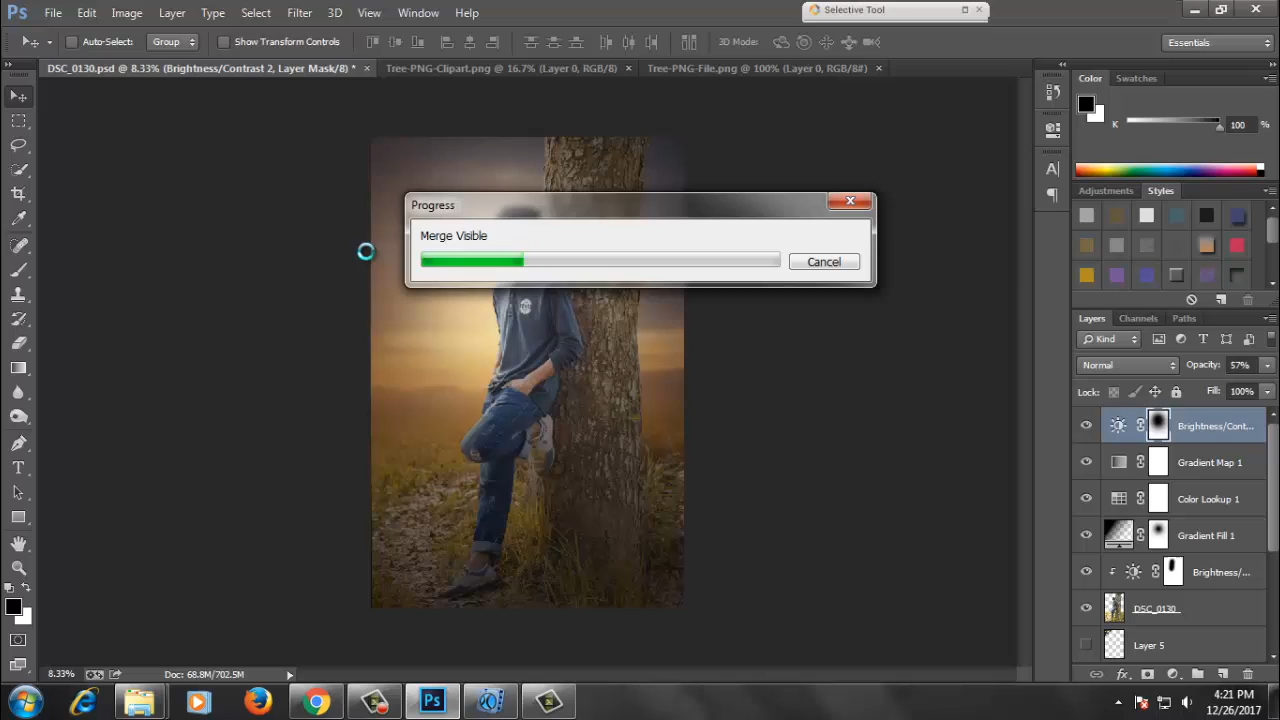 Ps File Edit Image Layer Type Select Filter 3D View Window Help
Selective Tool
Auto-Select: Group Show Transform Controls 3D Mode: Essentials
DSC_0130.psd @ 8.33% (Brightness/Contrast 2, Layer Mask/8) * Tree-PNG-Clipart.png @ 16.7% (Layer 0, RGB/8) Tree-PNG-File.png @ 100% (Layer 0, RGB/8#)
Color Swatches
K 100 %
Adjustments Styles
Progress
Merge Visible
Cancel
Layers Channels Paths
Kind T
Normal Opacity: 57%
Lock: Fill: 100%
Brightness/Cont...
Gradient Map 1
Color Lookup 1
Gradient Fill 1
Brightness/...
DSC_0130
Layer 5
8.33% Doc: 68.8M/702.5M
fx
Ps
4:21 PM
12/26/2017